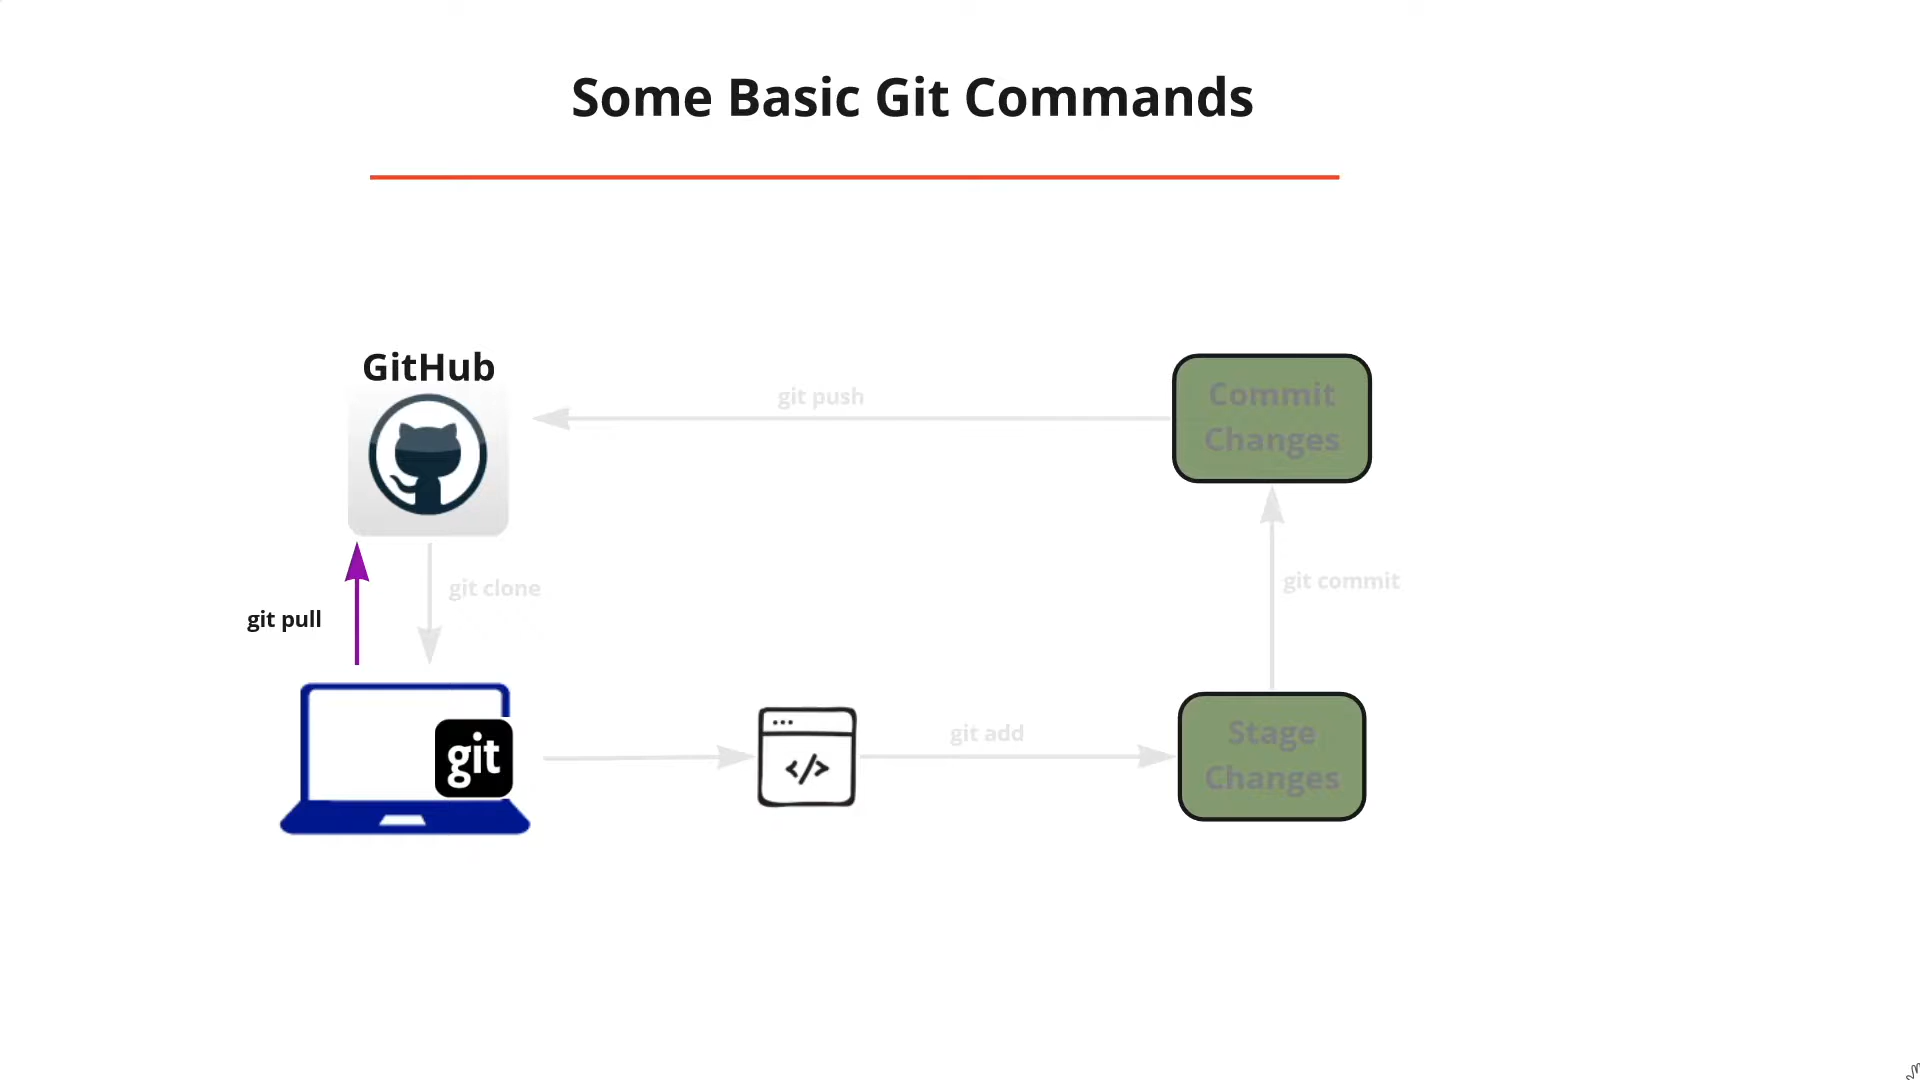 Some Basic Git Commands
GitHub
git push
Commit
Changes
git clone
git commit
git pull
git
</>
git add
Stage
Changes